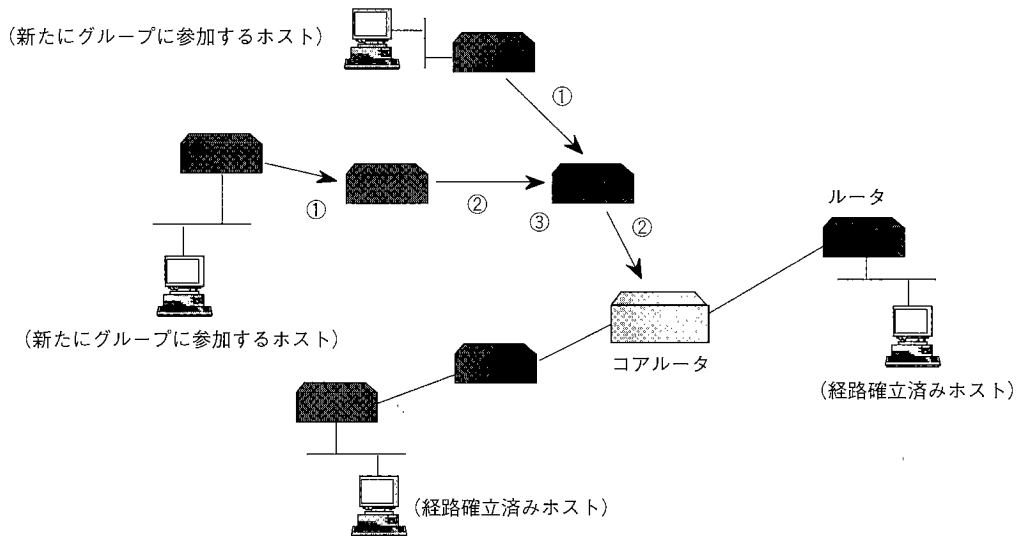 (新たにグループに参加するホスト)
①
①
②
③
②
ルータ
(新たにグループに参加するホスト)
コアルータ
(経路確立済みホスト)
(経路確立済みホスト)